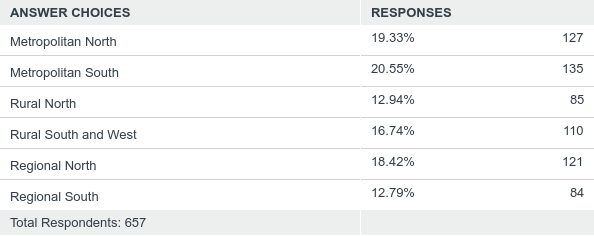 ANSWER CHOICES RESPONSES
Metropolitan North 19.33% 127
Metropolitan South 20.55% 135
Rural North 12.94% 85
Rural South and West 16.74% 110
Regional North 18.42% 121
Regional South 12.79% 84
Total Respondents: 657